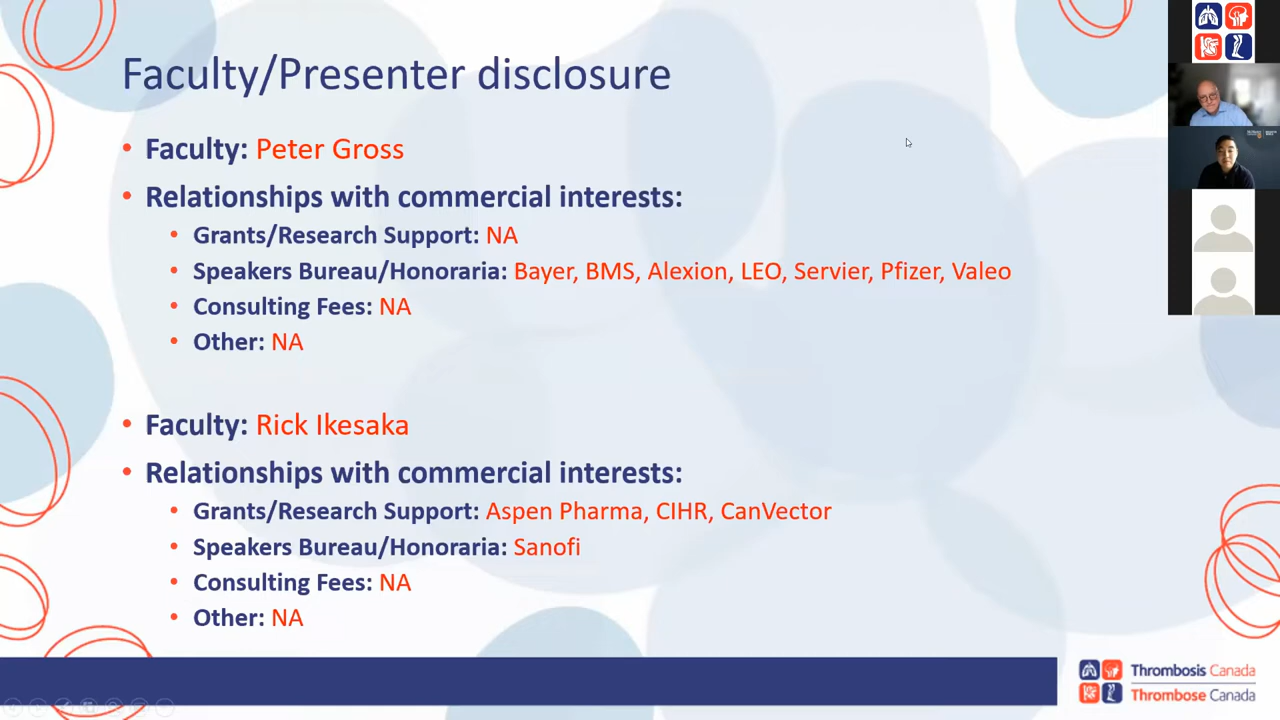 Faculty/Presenter disclosure
• Faculty: Peter Gross
• Relationships with commercial interests:
• Grants/Research Support: NA
• Speakers Bureau/Honoraria: Bayer, BMS, Alexion, LEO, Servier, Pfizer, Valeo
• Consulting Fees: NA
• Other: NA
• Faculty: Rick Ikesaka
• Relationships with commercial interests:
• Grants/Research Support: Aspen Pharma, CIHR, CanVector
• Speakers Bureau/Honoraria: Sanofi
• Consulting Fees: NA
• Other: NA
Thrombosis Canada
Thrombose Canada